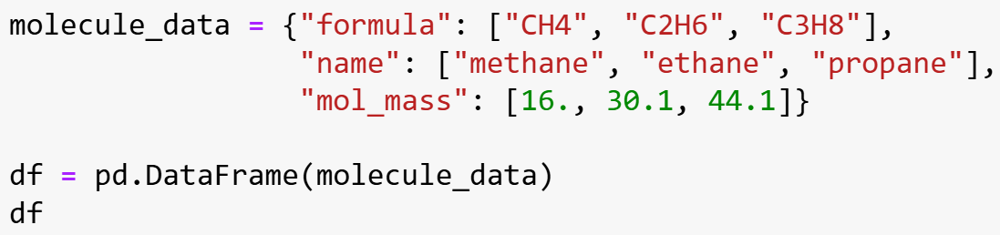 molecule_data = {"formula": ["CH4", "C2H6", "C3H8"],
"name": ["methane", "ethane", "propane"],
"mol_mass": [16., 30.1, 44.1]}
df = pd.DataFrame(molecule_data)
df